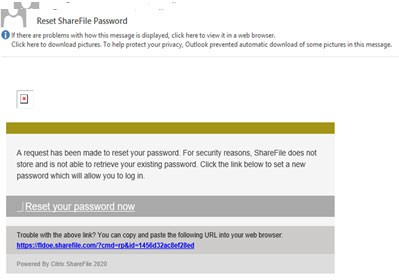 Reset ShareFile Password
If there are problems with how this message is displayed, click here to view it in a web browser.
Click here to download pictures. To help protect your privacy, Outlook prevented automatic download of some pictures in this message.
A request has been made to reset your password. For security reasons, ShareFile does not
store and is not able to retrieve your existing password. Click the link below to set a new
password which will allow you to log in.
Reset your password now
Trouble with the above link? You can copy and paste the following URL into your web browser.
https://fldoe.sharefile.com/?cmd=rp&id=1456d32ac8ef28ed
Powered By Citrix ShareFile 2020